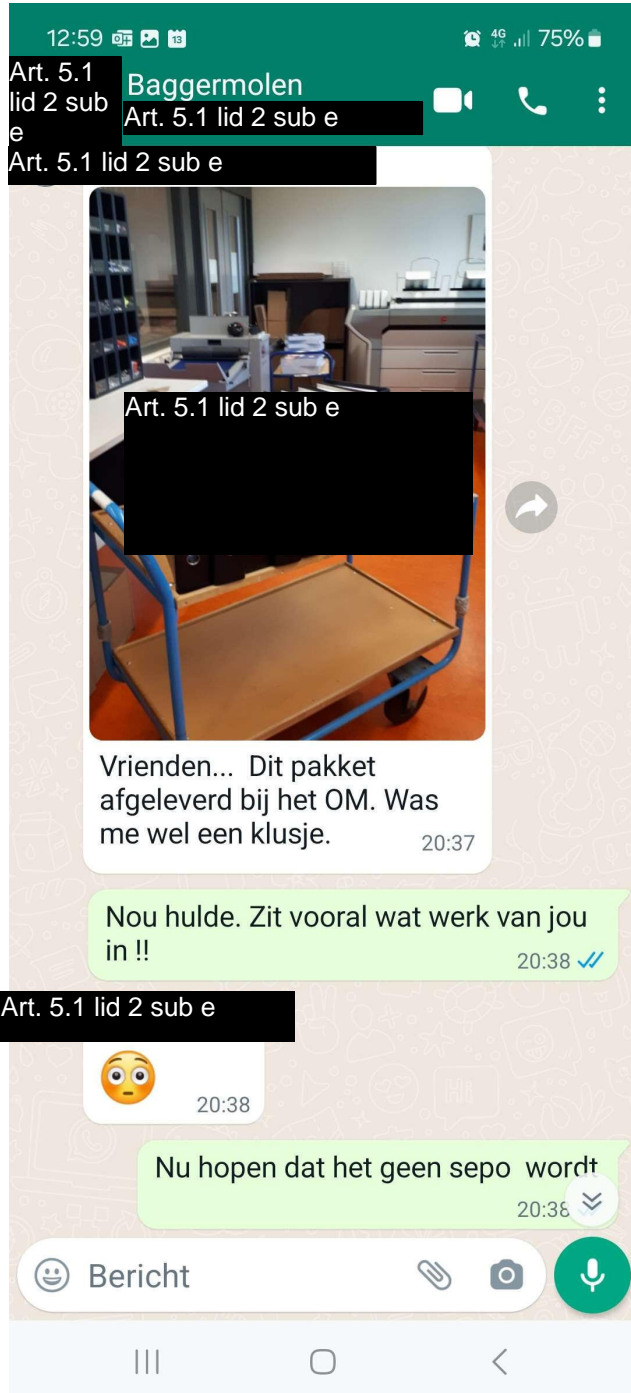 12:59 13 4G 75%
Art. 5.1
lid 2 sub
e
Baggermolen
Art. 5.1 lid 2 sub e
Art. 5.1 lid 2 sub e
Art. 5.1 lid 2 sub e
Vrienden... Dit pakket
afgeleverd bij het OM. Was
me wel een klusje. 20:37
Nou hulde. Zit vooral wat werk van jou
in !!
20:38
Art. 5.1 lid 2 sub e
20:38
Nu hopen dat het geen sepo wordt
20:38
Bericht